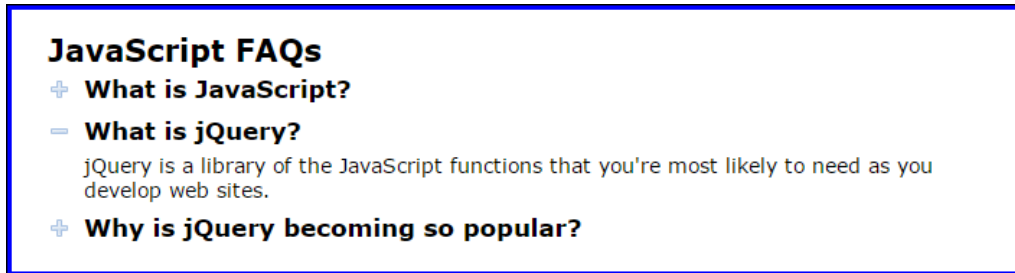 JavaScript FAQs
What is JavaScript?
What is jQuery?
jQuery is a library of the JavaScript functions that you're most likely to need as you
develop web sites.
Why is jQuery becoming so popular?